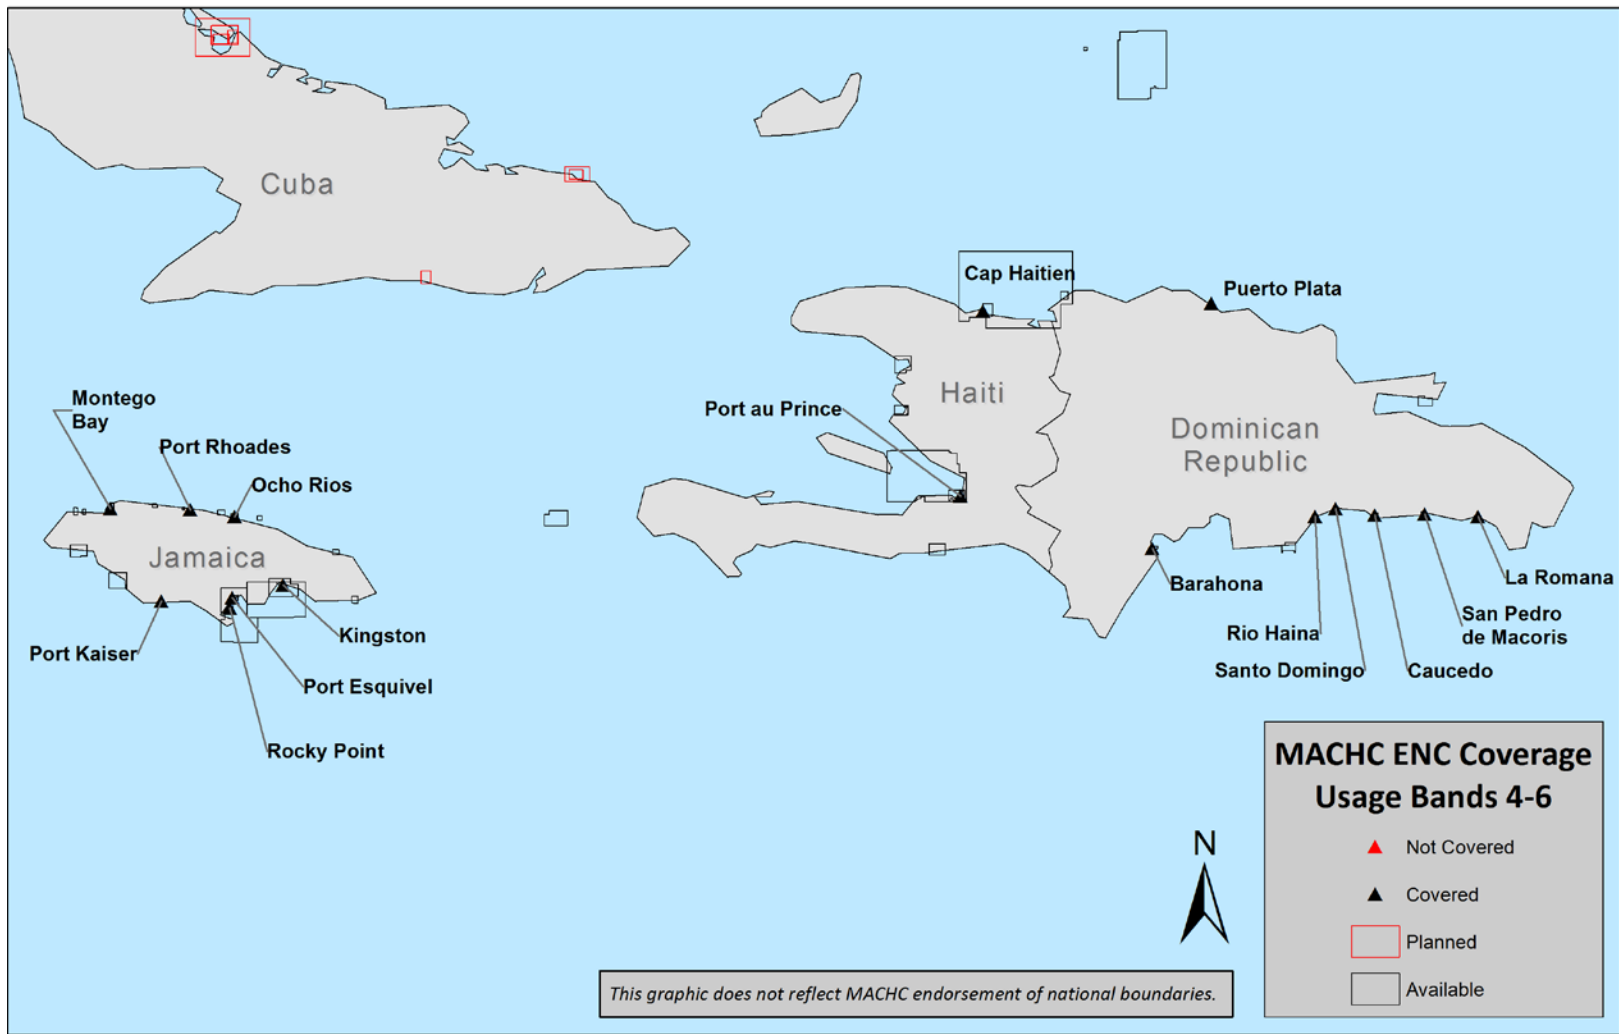 Cuba
Cap Haitien
Puerto Plata
Montego
Bay
Port Rhoades
Ocho Rios
Port au Prince
Haiti
Dominican
Republic
Jamaica
Barahona
La Romana
Port Kaiser
Kingston
Rio Haina
San Pedro
de Macoris
Port Esquivel
Santo Domingo
Caucedo
Rocky Point
MACHC ENC Coverage
Usage Bands 4-6
Not Covered
Covered
Planned
Available
N
This graphic does not reflect MACHC endorsement of national boundaries.